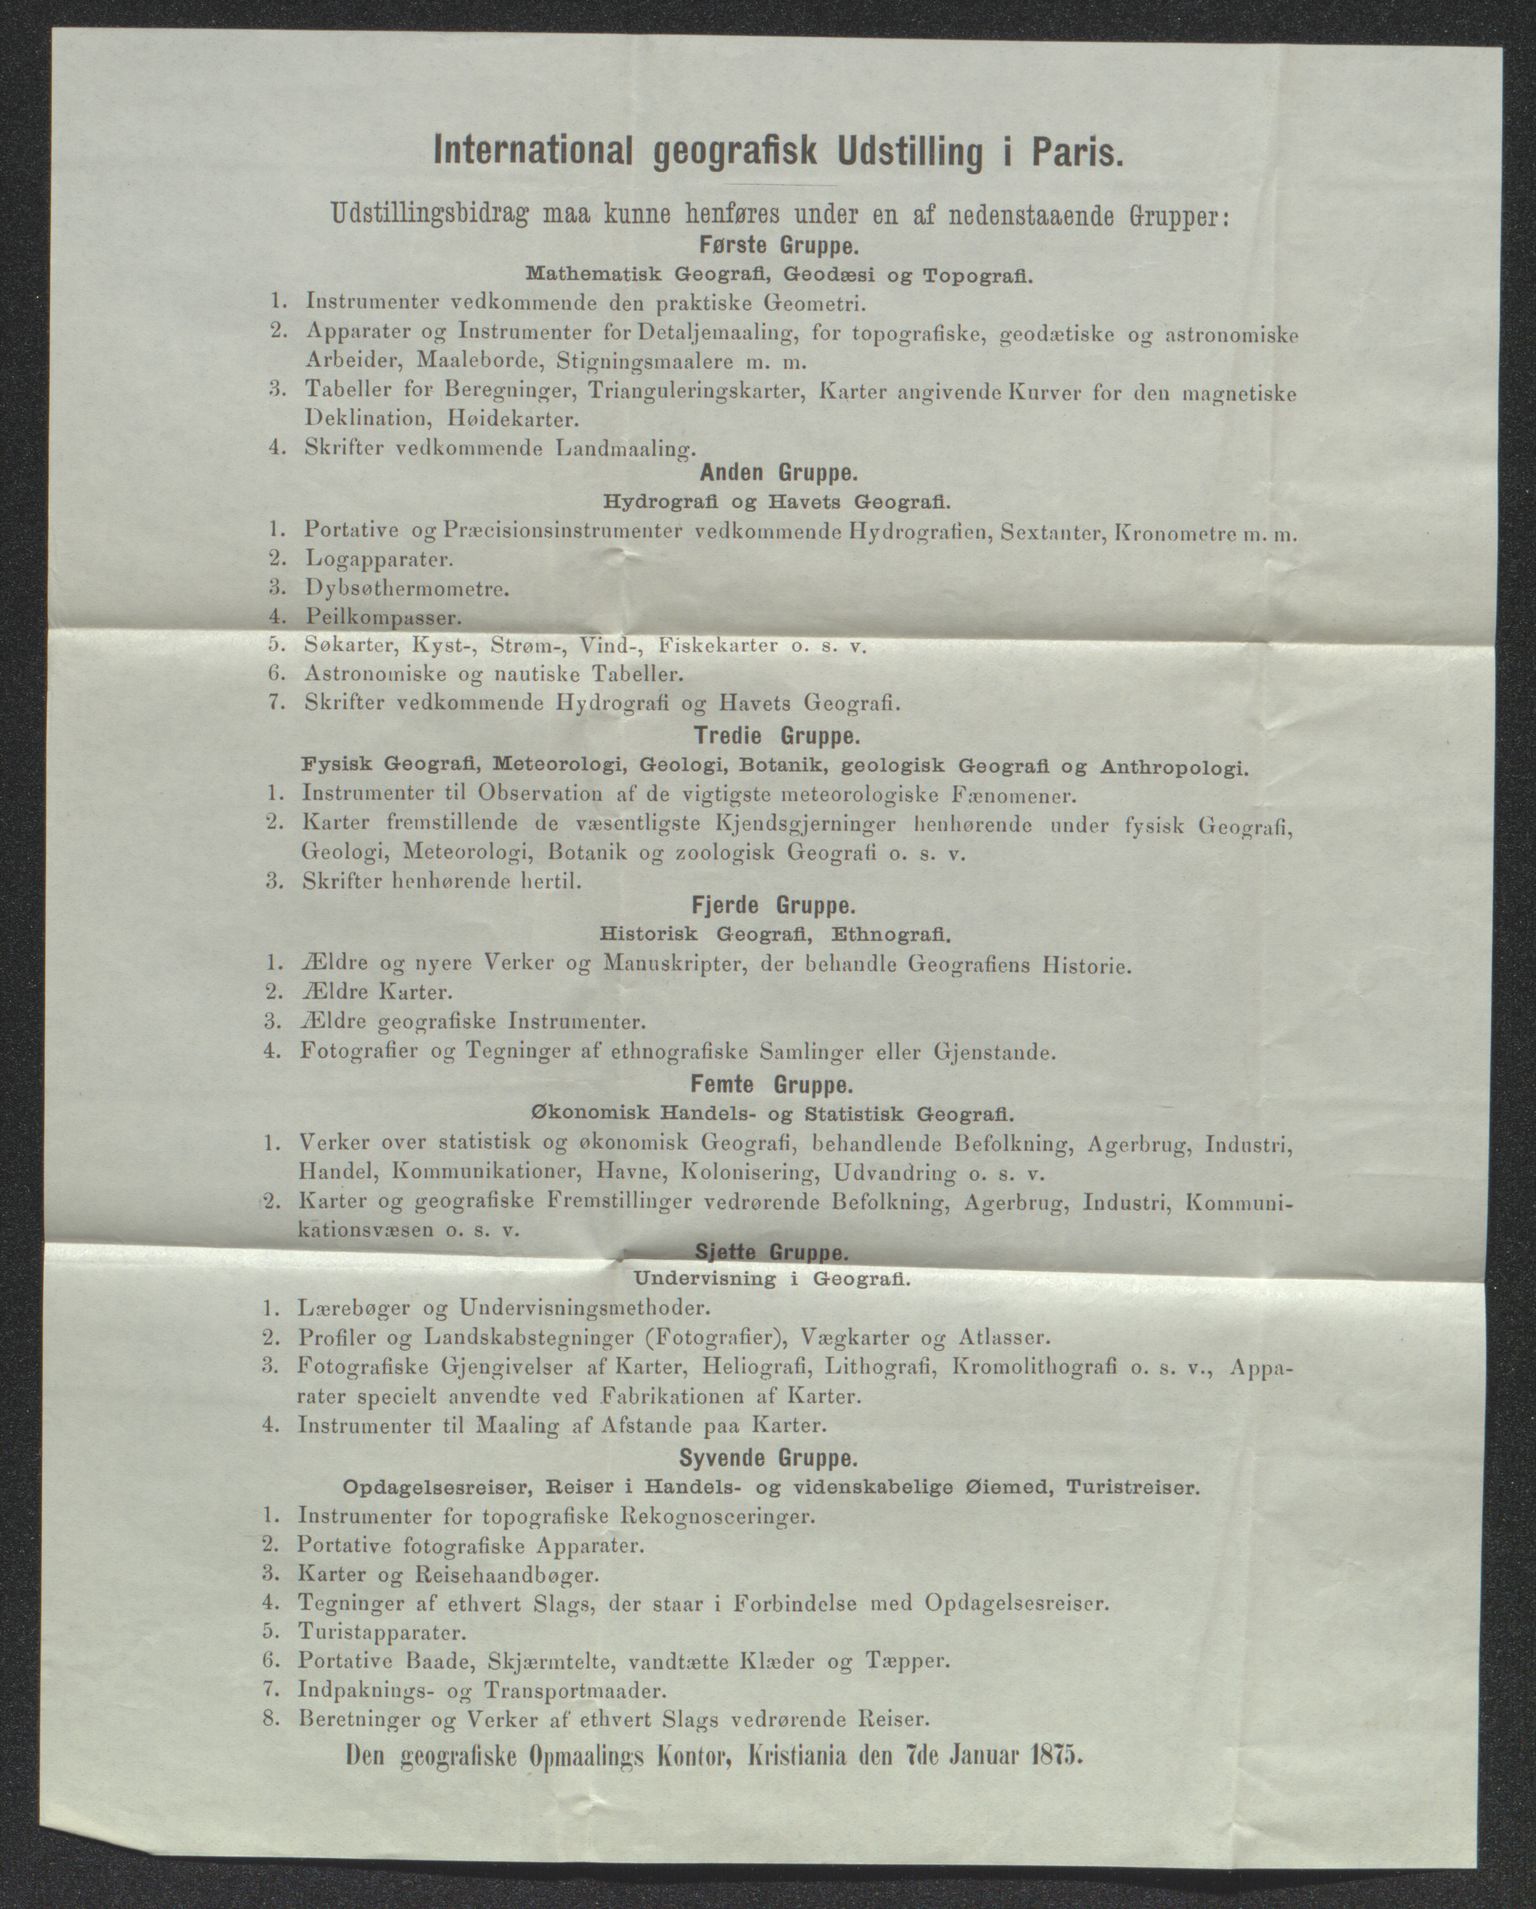 International geografisk Udstilling i Paris.
Udstillingsbidrag maa kunne henføres under en af nedenstaaende Grupper:
Første Gruppe.
Mathematisk Geografi, Geodæsi og Topografi.
1. Instrumenter vedkommende den praktiske Geometri.
2. Apparater og Instrumenter for Detaljemaaling, for topografiske, geodætiske og astronomiske
Arbeider, Maaleborde, Stigningsmaalere m. m.
3. Tabeller for Beregninger, Trianguleringskarter, Karter angivende Kurver for den magnetiske
Deklination, Høidekarter.
4. Skrifter vedkommende Landmaaling.
Anden Gruppe.
Hydrografi og Havets Geografi.
1. Portative og Præcisionsinstrumenter vedkommende Hydrografien, Sextanter, Kronometre m. m.
2. Logapparater.
3. Dybsøthermometre.
4. Peilkompasser.
5. Søkarter, Kyst-, Strøm-, Vind-, Fiskekarter o. s. v.
6. Astronomiske og nautiske Tabeller.
7. Skrifter vedkommende Hydrografi og Havets Geografi.
Tredie Gruppe.
Fysisk Geografi, Meteorologi, Geologi, Botanik, geologisk Geografi og Anthropologi.
1. Instrumenter til Observation af de vigtigste meteorologiske Fænomener.
2. Karter fremstillende de væsentligste Kjendsgjerninger henhørende under fysisk Geografi,
Geologi, Meteorologi, Botanik og zoologisk Geografi o. s. v.
3. Skrifter henhørende hertil.
Fjerde Gruppe.
Historisk Geografi, Ethnografi.
1. Ældre og nyere Verker og Manuskripter, der behandle Geografiens Historie.
2. Ældre Karter.
3. Ældre geografiske Instrumenter.
4. Fotografier og Tegninger af ethnografiske Samlinger eller Gjenstande.
Femte Gruppe.
Økonomisk Handels- og Statistisk Geografi.
1. Verker over statistisk og økonomisk Geografi, behandlende Befolkning, Agerbrug, Industri,
Handel, Kommunikationer, Havne, Kolonisering, Udvandring o. s. v.
2. Karter og geografiske Fremstillinger vedrørende Befolkning, Agerbrug, Industri, Kommuni-
kationsvæsen o. s. v.
Sjette Gruppe.
Undervisning i Geografi.
1. Lærebøger og Undervisningsmethoder.
2. Profiler og Landskabstegninger (Fotografier), Vægkarter og Atlasser.
3. Fotografiske Gjengivelser af Karter, Heliografi, Lithografi, Kromolithografi o. s. v., Appa-
rater specielt anvendte ved Fabrikationen af Karter.
4. Instrumenter til Maaling af Afstande paa Karter.
Syvende Gruppe.
Opdagelsesreiser, Reiser i Handels- og videnskabelige Øiemed, Turistreiser.
1. Instrumenter for topografiske Rekognosceringer.
2. Portative fotografiske Apparater.
3. Karter og Reisehaandbøger.
4. Tegninger af ethvert Slags, der staar i Forbindelse med Opdagelsesreiser.
5. Turistapparater.
6. Portative Baade, Skjærmtelte, vandtætte Klæder og Tæpper.
7. Indpaknings- og Transportmaader.
8. Beretninger og Verker af ethvert Slags vedrørende Reiser.
Den geografiske Opmaalings Kontor, Kristiania den 7de Januar 1875.